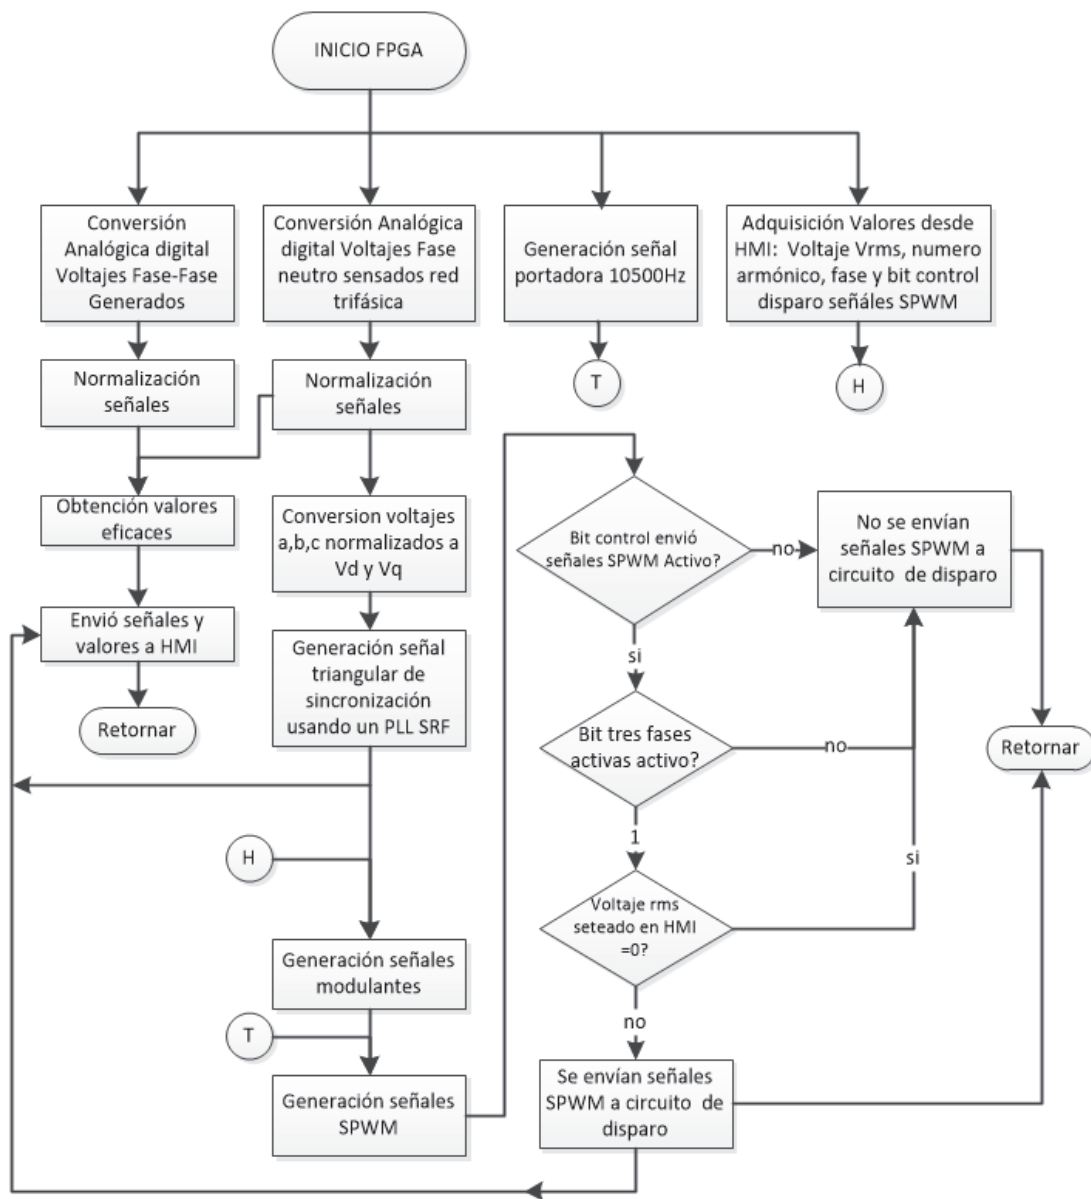 INICIO FPGA
Conversión
Analógica digital
Voltajes Fase-Fase
Generados
Conversión Analógica
digital Voltajes Fase
neutro sensados red
trifásica
Generación señal
portadora 10500Hz
Adquisición Valores desde
HMI: Voltaje Vrms, numero
armónico, fase y bit control
disparo señáles SPWM
Normalización
señales
Normalización
señales
T
H
Obtención valores
eficaces
Conversion voltajes
a,b,c normalizados a
Vd y Vq
Bit control envió
señales SPWM Activo?
no
No se envían
señales SPWM a
circuito de disparo
Envió señales y
valores a HMI
Generación señal
triangular de
sincronización
usando un PLL SRF
si
Retornar
Bit tres fases
activas activo?
no
Retornar
1
H
Voltaje rms
seteado en HMI
=0?
si
Generación señales
modulantes
no
T
Generación señales
SPWM
Se envían señales
SPWM a circuito de
disparo